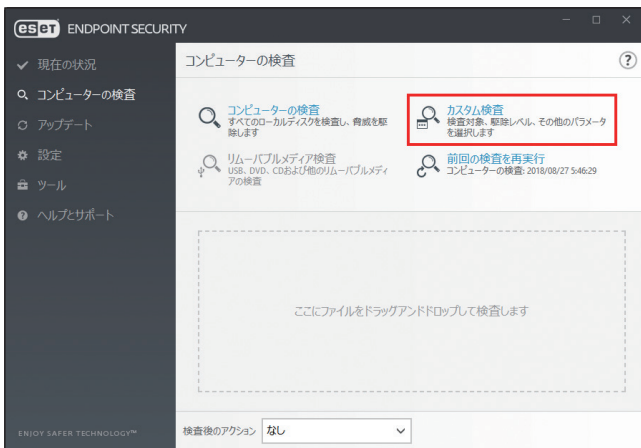 eset ENDPOINT SECURITY
現在の状況
コンピューターの検査
アップデート
設定
ツール
ヘルプとサポート
ENJOY SAFER TECHNOLOGY™
コンピューターの検査
?
コンピューターの検査
すべてのローカルディスクを検査し、脅威を駆
除します
カスタム検査
検査対象、駆除レベル、その他のパラメータ
を選択します
リムーバブルメディア検査
USB、DVD、CDおよび他のリムーバブルメディ
アの検査
前回の検査を再実行
コンピューターの検査: 2018/08/27 5:46:29
ここにファイルをドラッグアンドドロップして検査します
検査後のアクション なし